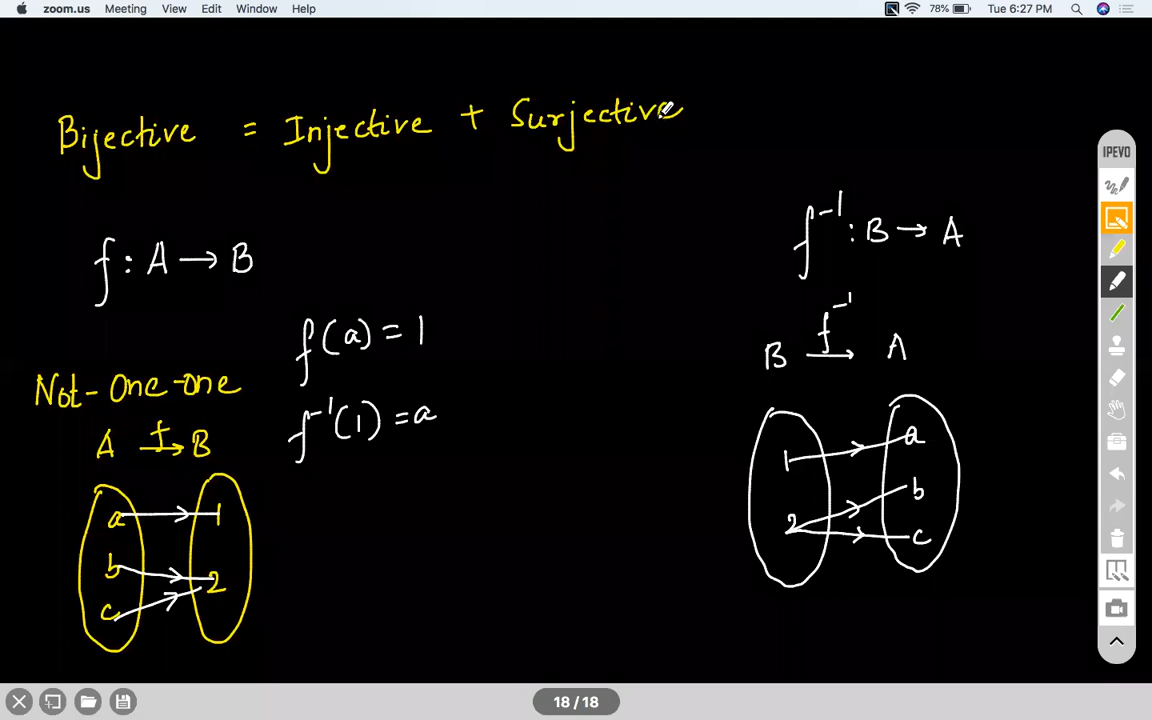 zoom.us Meeting View Edit Window Help 78% Tue 6:27 PM
Bijective = Injective + Surjective
f : A → B
f(a) = 1
f⁻¹(1) = a
Not-One-one
A f→ B
a 1
b 2
c
f⁻¹ : B → A
B f⁻¹→ A
1 a
2 b
c
IPEVO
18 / 18